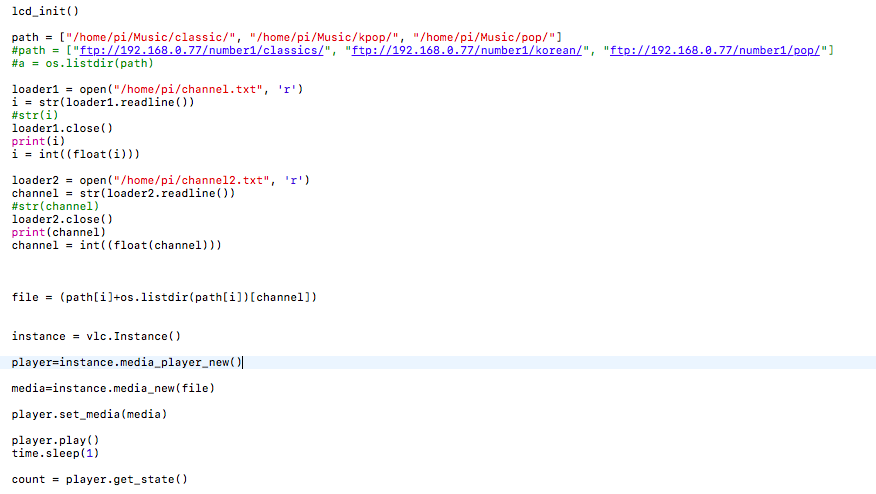 lcd_init()
path = ["/home/pi/Music/classic/", "/home/pi/Music/kpop/", "/home/pi/Music/pop/"]
#path = ["ftp://192.168.0.77/number1/classics/", "ftp://192.168.0.77/number1/korean/", "ftp://192.168.0.77/number1/pop/"]
#a = os.listdir(path)
loader1 = open("/home/pi/channel.txt", 'r')
i = str(loader1.readline())
#str(i)
loader1.close()
print(i)
i = int((float(i)))
loader2 = open("/home/pi/channel2.txt", 'r')
channel = str(loader2.readline())
#str(channel)
loader2.close()
print(channel)
channel = int((float(channel)))
file = (path[i]+os.listdir(path[i])[channel])
instance = vlc.Instance()
player=instance.media_player_new()
media=instance.media_new(file)
player.set_media(media)
player.play()
time.sleep(1)
count = player.get_state()